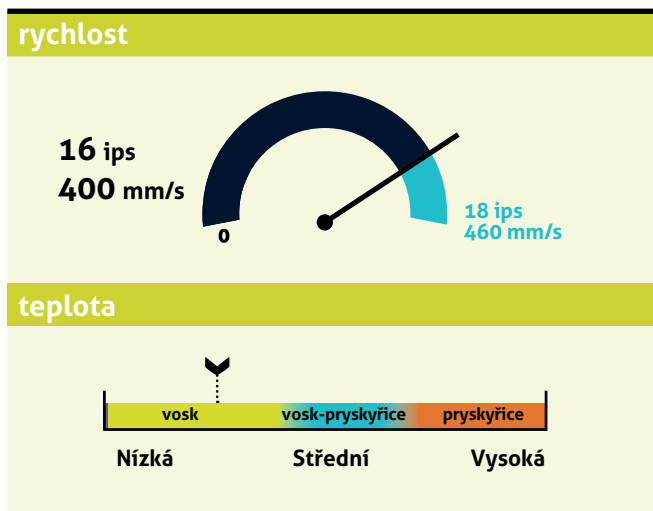 rychlost
16 ips
400 mm/s
0
18 ips
460 mm/s
teplota
vosk vosk-pryskyřice pryskyřice
Nízká Střední Vysoká